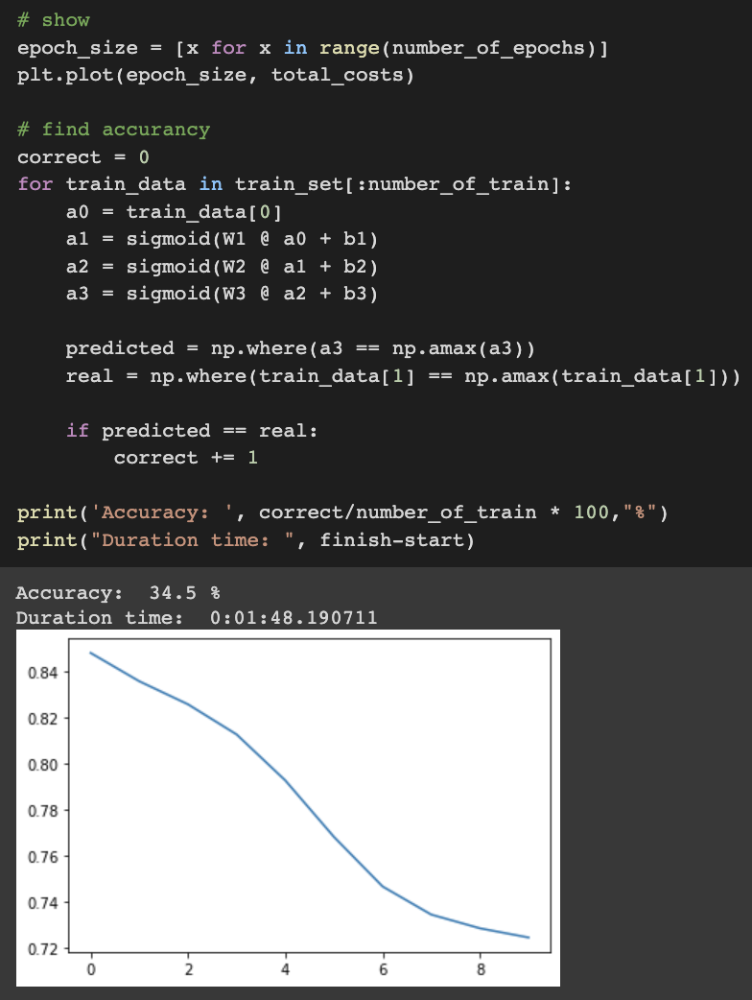 # show
epoch_size = [x for x in range(number_of_epochs)]
plt.plot(epoch_size, total_costs)
# find accurancy
correct = 0
for train_data in train_set[:number_of_train]:
    a0 = train_data[0]
    a1 = sigmoid(W1 @ a0 + b1)
    a2 = sigmoid(W2 @ a1 + b2)
    a3 = sigmoid(W3 @ a2 + b3)
    predicted = np.where(a3 == np.amax(a3))
    real = np.where(train_data[1] == np.amax(train_data[1]))
    if predicted == real:
        correct += 1
print('Accuracy: ', correct/number_of_train * 100,"%")
print("Duration time: ", finish-start)
Accuracy:  34.5 %
Duration time:  0:01:48.190711
0.84
0.82
0.80
0.78
0.76
0.74
0.72
0 2 4 6 8